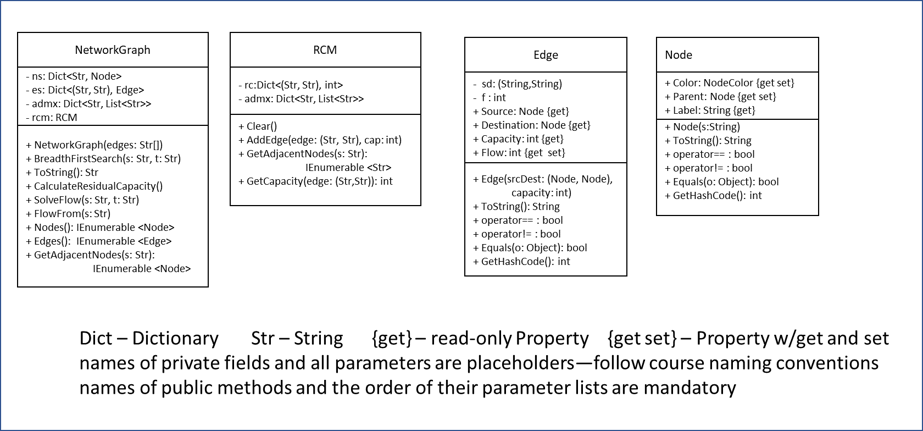 NetworkGraph
- ns: Dict<Str, Node>
- es: Dict<(Str, Str), Edge>
- admx: Dict<Str, List<Str>>
- rcm: RCM
+ NetworkGraph(edges: Str[])
+ BreadthFirstSearch(s: Str, t: Str)
+ ToString(): Str
+ CalculateResidualCapacity()
+ SolveFlow(s: Str, t: Str)
+ FlowFrom(s: Str)
+ Nodes(): IEnumerable <Node>
+ Edges(): IEnumerable <Edge>
+ GetAdjacentNodes(s: Str):
IEnumerable <Node>
RCM
- rc:Dict<(Str, Str), int>
- admx: Dict<Str, List<Str>>
+ Clear()
+ AddEdge(edge: (Str, Str), cap: int)
+ GetAdjacentNodes(s: Str):
IEnumerable <Str>
+ GetCapacity(edge: (Str,Str)): int
Edge
- sd: (String,String)
- f : int
+ Source: Node {get}
+ Destination: Node {get}
+ Capacity: int {get}
+ Flow: int {get set}
+ Edge(srcDest: (Node, Node),
capacity: int)
+ ToString(): String
+ operator== : bool
+ operator!= : bool
+ Equals(o: Object): bool
+ GetHashCode(): int
Node
+ Color: NodeColor {get set}
+ Parent: Node {get set}
+ Label: String {get}
+ Node(s:String)
+ ToString(): String
+ operator== : bool
+ operator!= : bool
+ Equals(o: Object): bool
+ GetHashCode(): int
Dict – Dictionary Str – String {get} – read-only Property {get set} – Property w/get and set
names of private fields and all parameters are placeholders—follow course naming conventions
names of public methods and the order of their parameter lists are mandatory